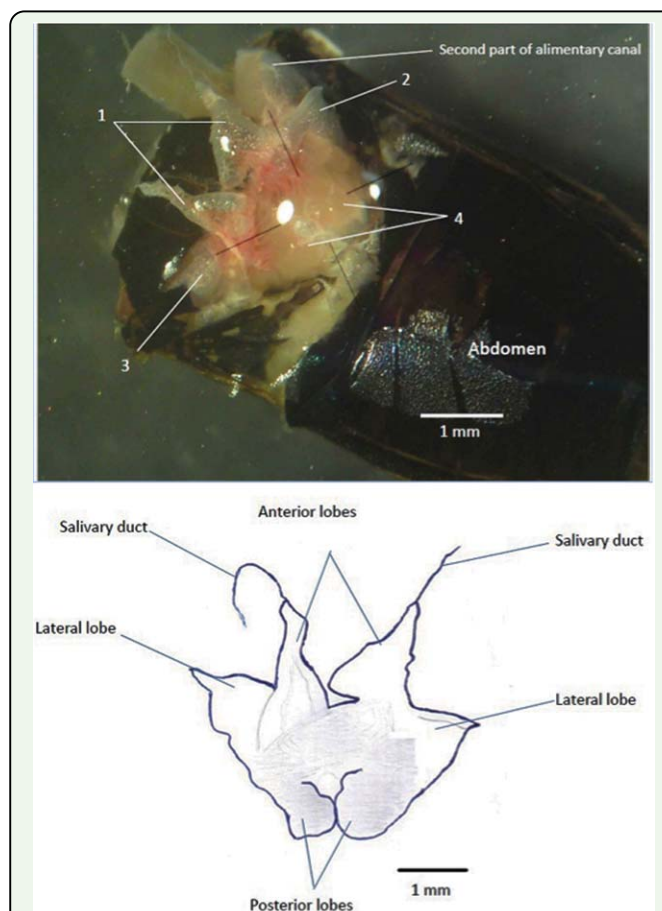 Second part of alimentary canal
2
1
4
3
Abdomen
1 mm
Anterior lobes
Salivary duct
Salivary duct
Lateral lobe
Lateral lobe
1 mm
Posterior lobes